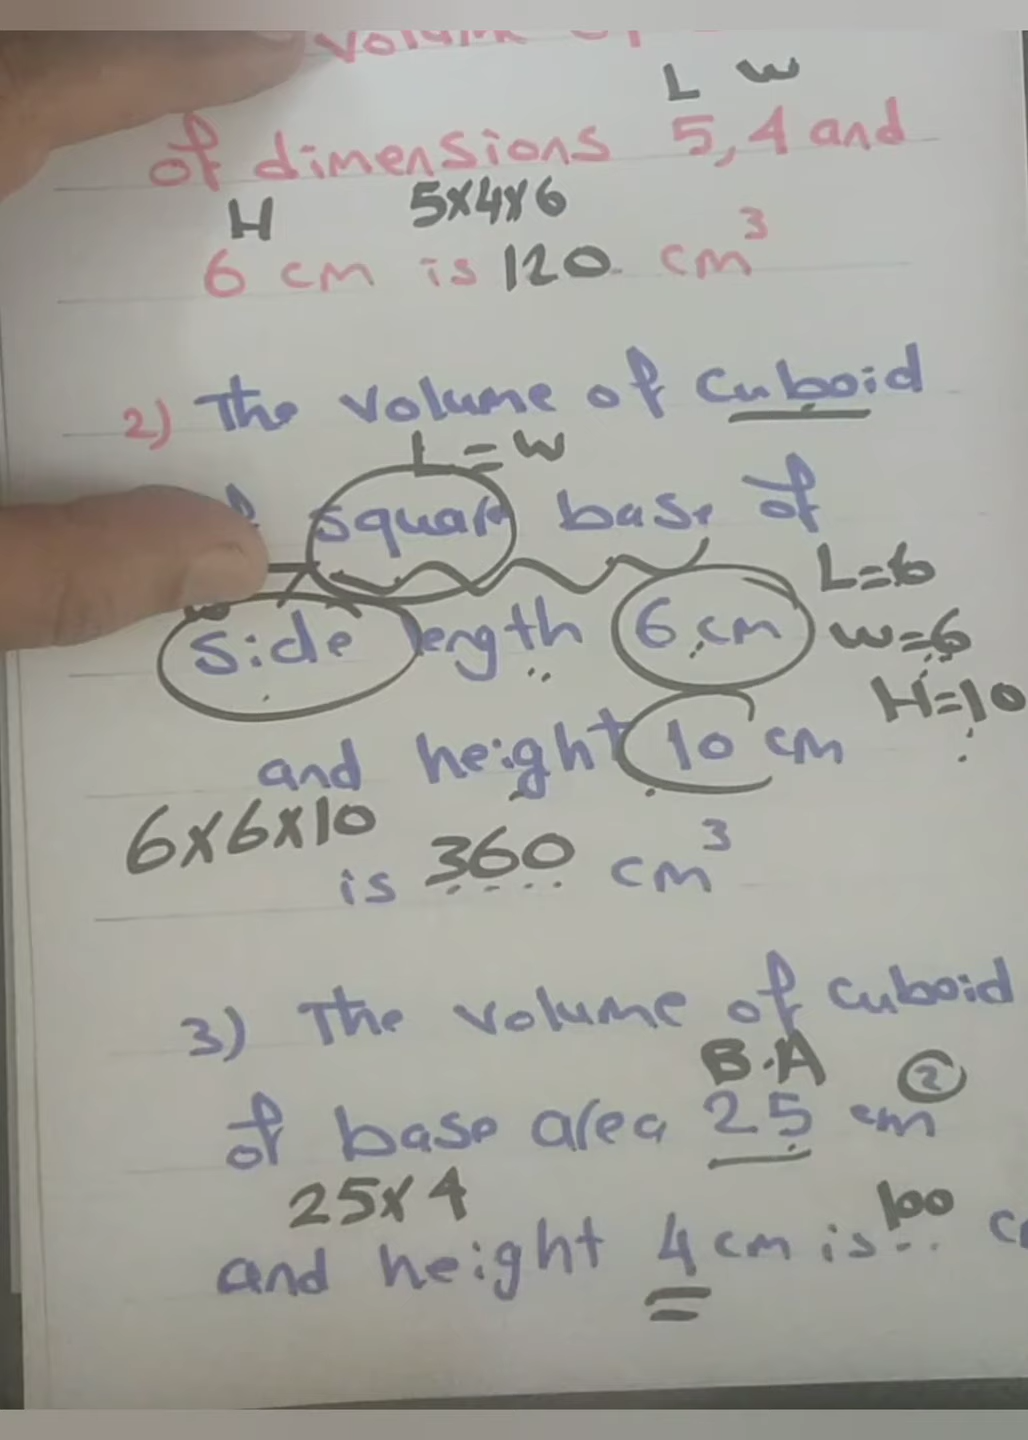 volume of
L W
of dimensions 5,4 and
H 5x4x6
6 cm is 120 cm³
2) The volume of cuboid
L=W
square base of
L=6
side length 6 cm W=6
H=10
and height 10 cm
6x6x10
is 360 cm³
3) The volume of cuboid
B.A
of base area 25 cm²
25x4
and height 4 cm is 100